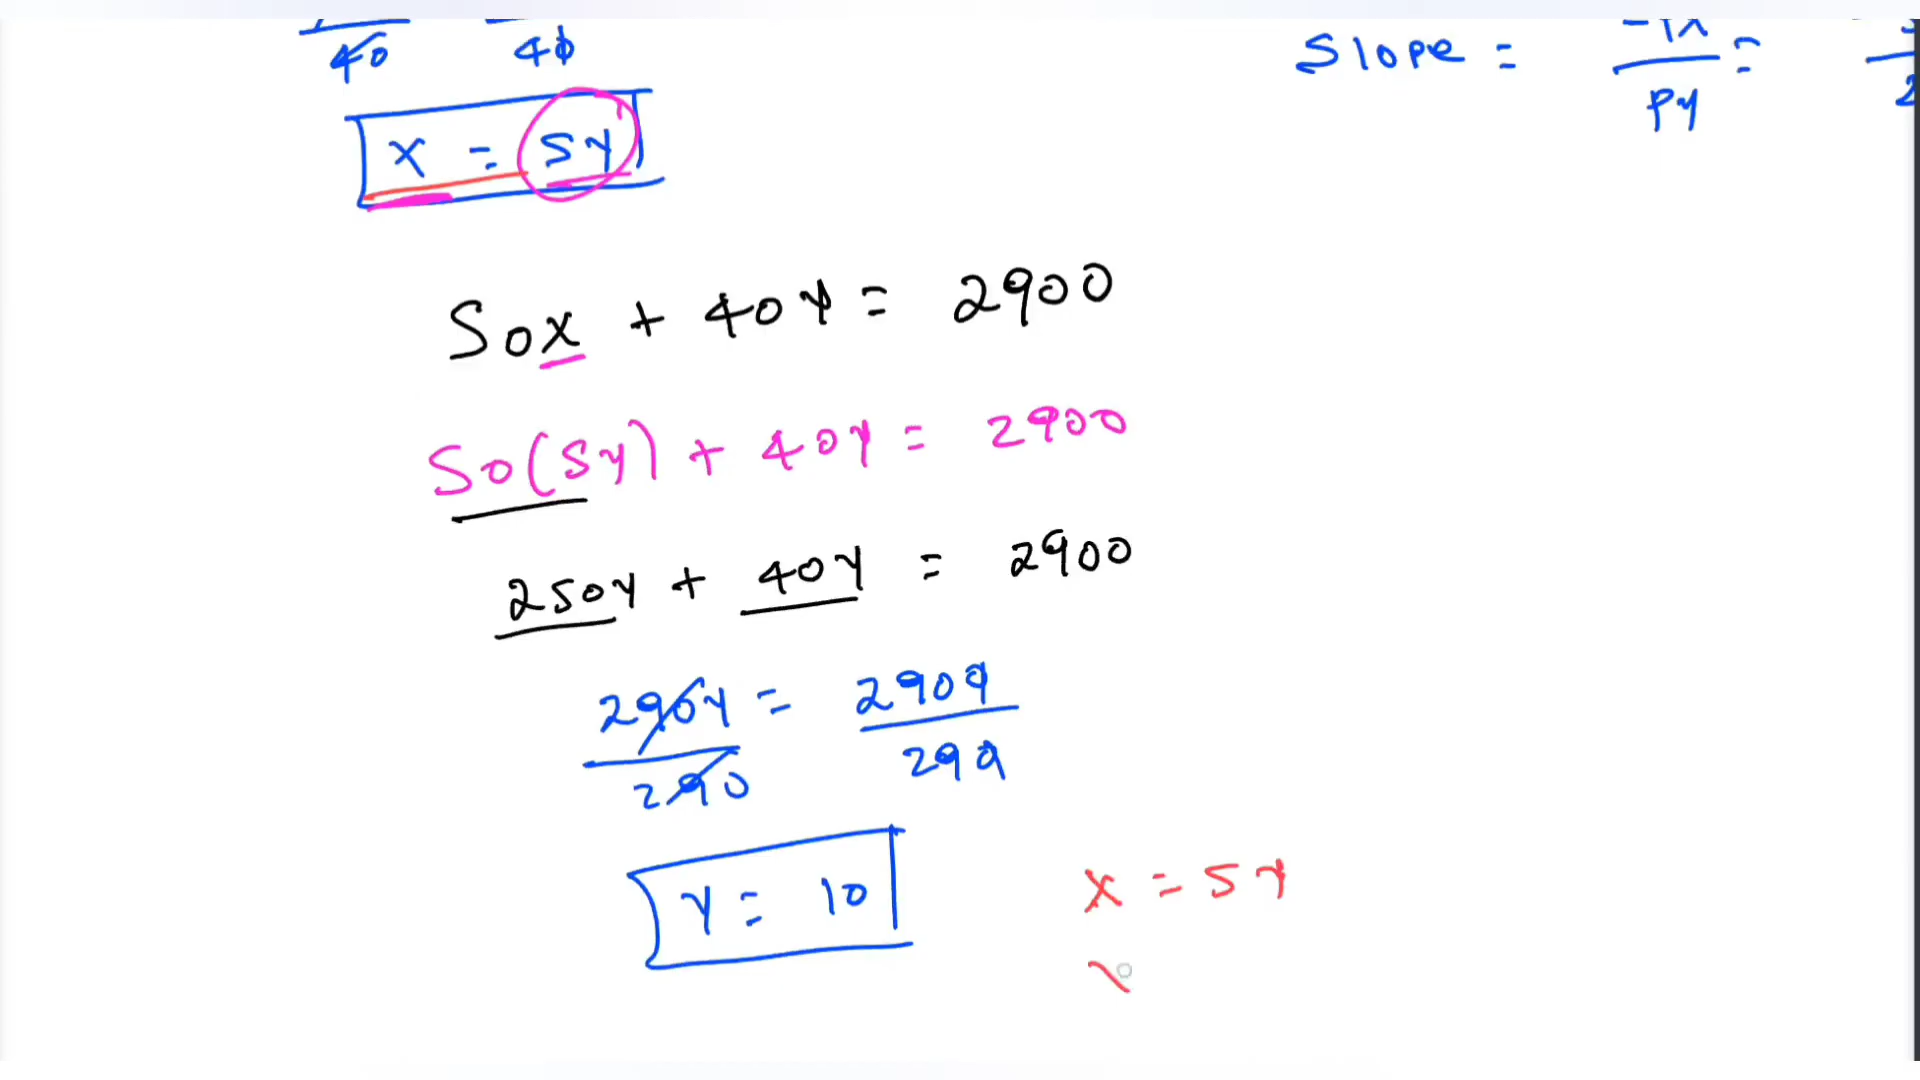 40 40
Slope = -Px/Py =
x = 5y
50x + 40y = 2900
50(5y) + 40y = 2900
250y + 40y = 2900
290y/290 = 2900/290
y = 10
x = 5y